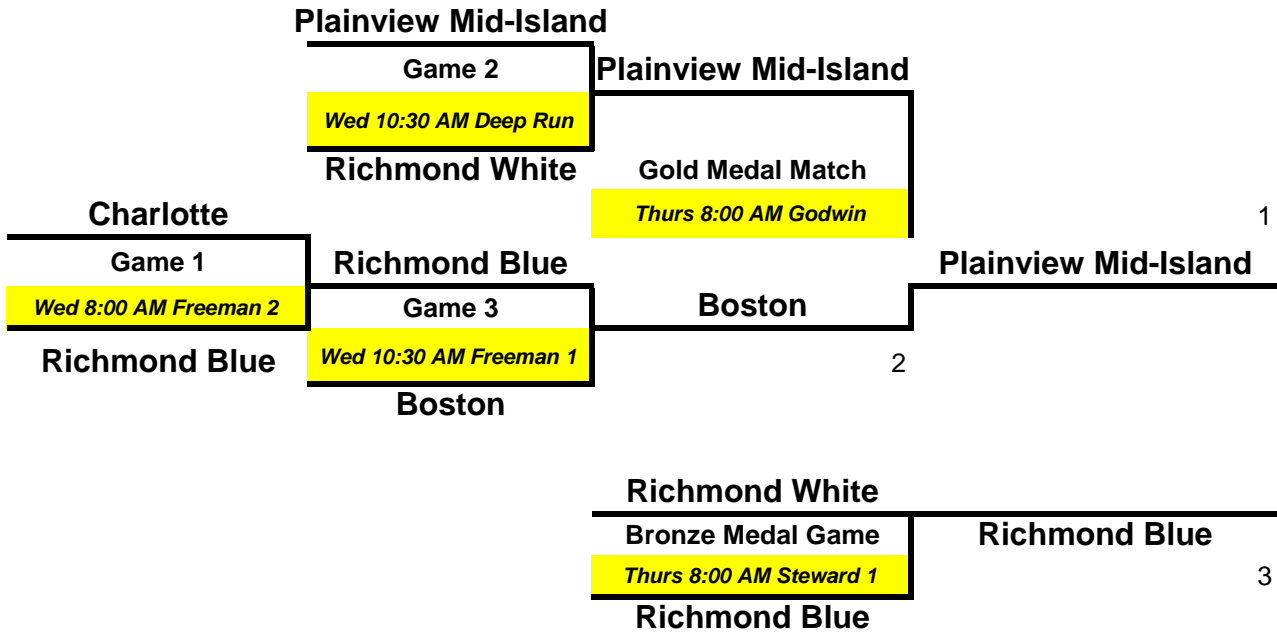 Plainview Mid-Island
Game 2
Plainview Mid-Island
Wed 10:30 AM Deep Run
Richmond White
Gold Medal Match
Charlotte
Thurs 8:00 AM Godwin
1
Game 1
Richmond Blue
Plainview Mid-Island
Wed 8:00 AM Freeman 2
Game 3
Boston
Richmond Blue
Wed 10:30 AM Freeman 1
2
Boston
Richmond White
Bronze Medal Game
Richmond Blue
Thurs 8:00 AM Steward 1
3
Richmond Blue